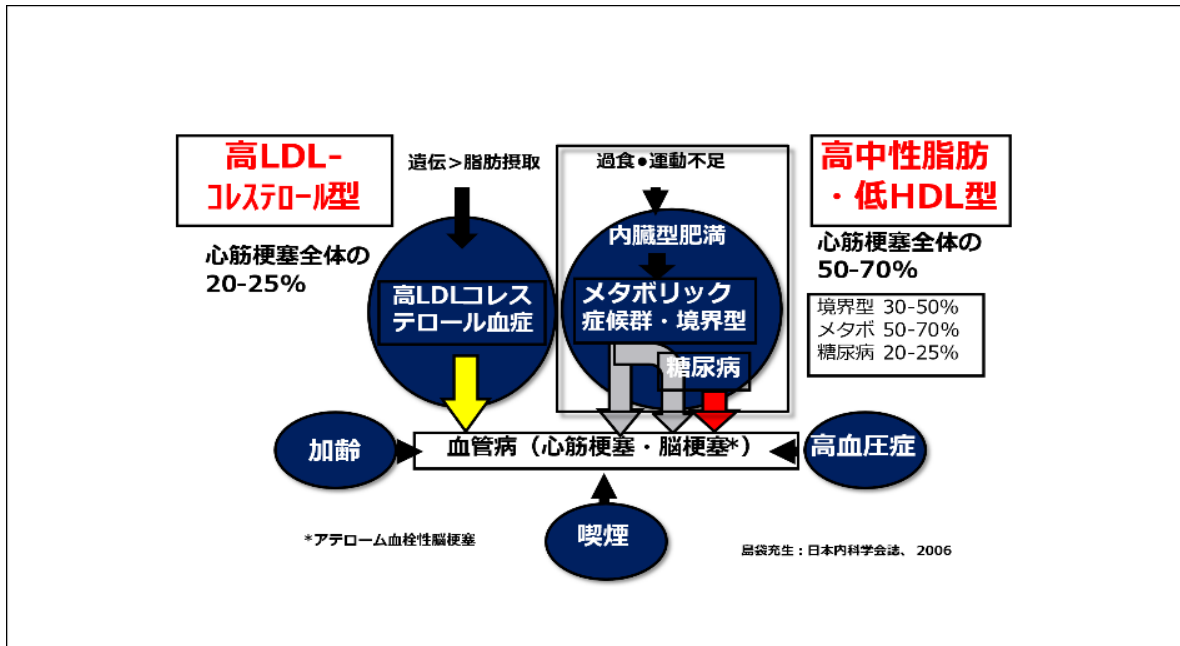 高LDL-
コレステロール型
心筋梗塞全体の
20-25%
遺伝>脂肪摂取
高LDLコレス
テロール血症
過食●運動不足
内臓型肥満
メタボリック
症候群・境界型
糖尿病
高中性脂肪
・低HDL型
心筋梗塞全体の
50-70%
境界型 30-50%
メタボ 50-70%
糖尿病 20-25%
加齢
血管病（心筋梗塞・脳梗塞*）
高血圧症
喫煙
*アテローム血栓性脳梗塞
島袋充生：日本内科学会誌、2006